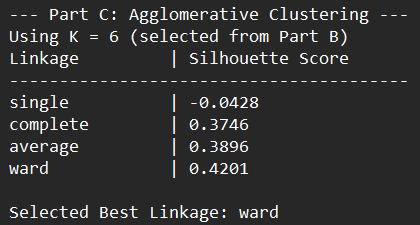 --- Part C: Agglomerative Clustering ---
Using K = 6 (selected from Part B)
Linkage         | Silhouette Score
----------------------------------------
single          | -0.0428
complete        | 0.3746
average         | 0.3896
ward            | 0.4201

Selected Best Linkage: ward